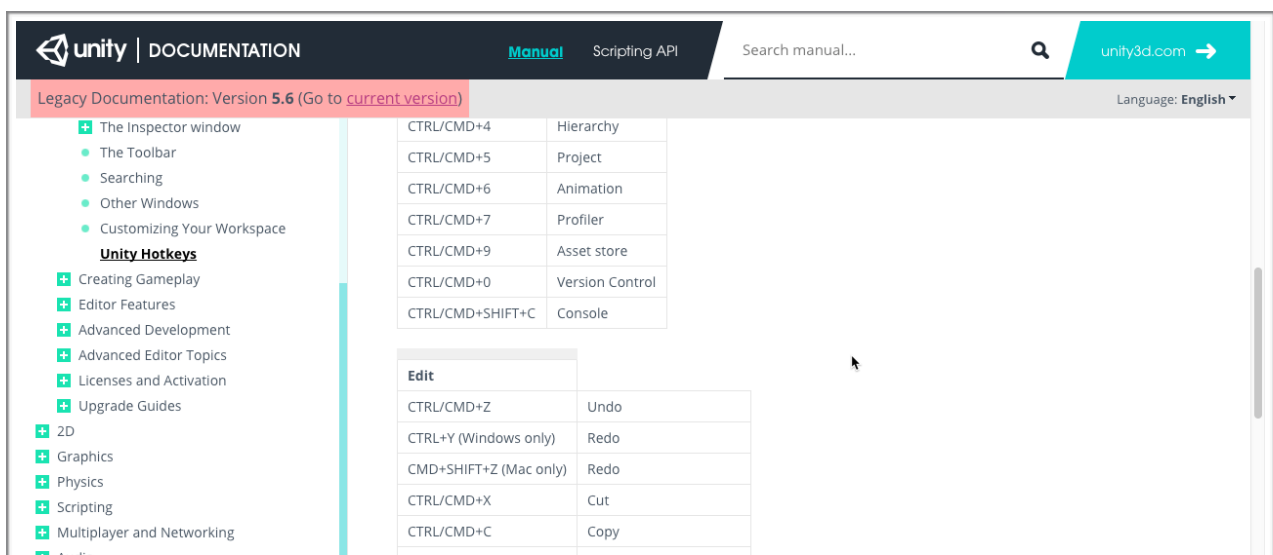 unity | DOCUMENTATION
Manual
Scripting API
Search manual...
unity3d.com
Legacy Documentation: Version 5.6 (Go to current version)
Language: English
The Inspector window
The Toolbar
Searching
Other Windows
Customizing Your Workspace
Unity Hotkeys
Creating Gameplay
Editor Features
Advanced Development
Advanced Editor Topics
Licenses and Activation
Upgrade Guides
2D
Graphics
Physics
Scripting
Multiplayer and Networking
CTRL/CMD+4 Hierarchy
CTRL/CMD+5 Project
CTRL/CMD+6 Animation
CTRL/CMD+7 Profiler
CTRL/CMD+9 Asset store
CTRL/CMD+0 Version Control
CTRL/CMD+SHIFT+C Console
Edit
CTRL/CMD+Z Undo
CTRL+Y (Windows only) Redo
CMD+SHIFT+Z (Mac only) Redo
CTRL/CMD+X Cut
CTRL/CMD+C Copy